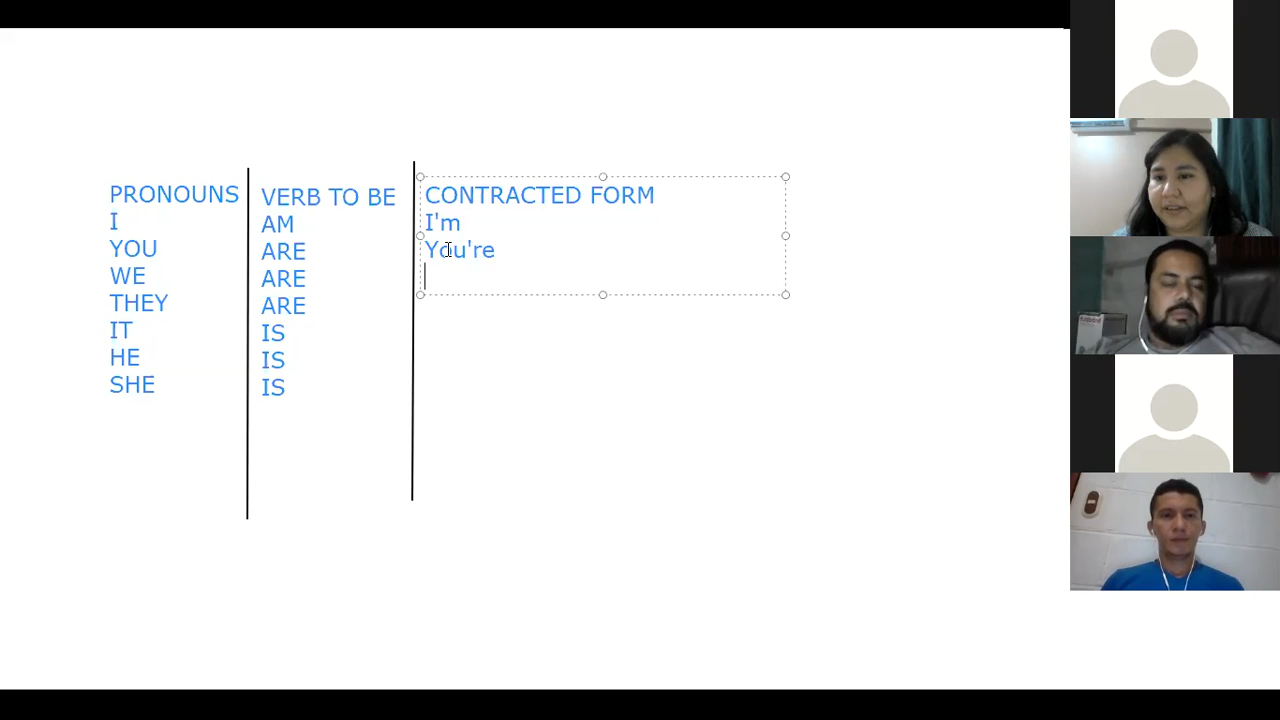 PRONOUNS
I
YOU
WE
THEY
IT
HE
SHE
VERB TO BE
AM
ARE
ARE
ARE
IS
IS
IS
CONTRACTED FORM
I'm
You're